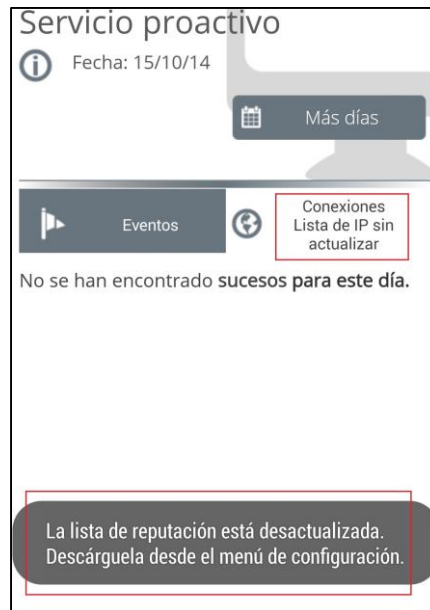 Servicio proactivo
Fecha: 15/10/14
Más días
Eventos
Conexiones
Lista de IP sin
actualizar
No se han encontrado sucesos para este día.
La lista de reputación está desactualizada.
Descárguela desde el menú de configuración.